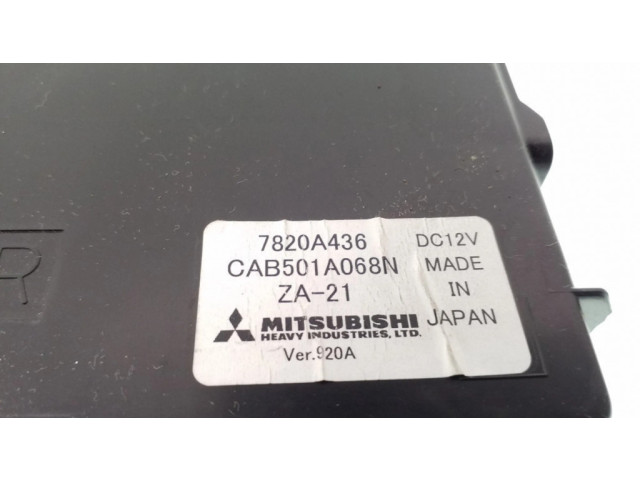 7820A436 DC12V
CAB501A068N MADE
ZA-21 IN
MITSUBISHI JAPAN
HEAVY INDUSTRIES, LTD.
Ver.920A
R